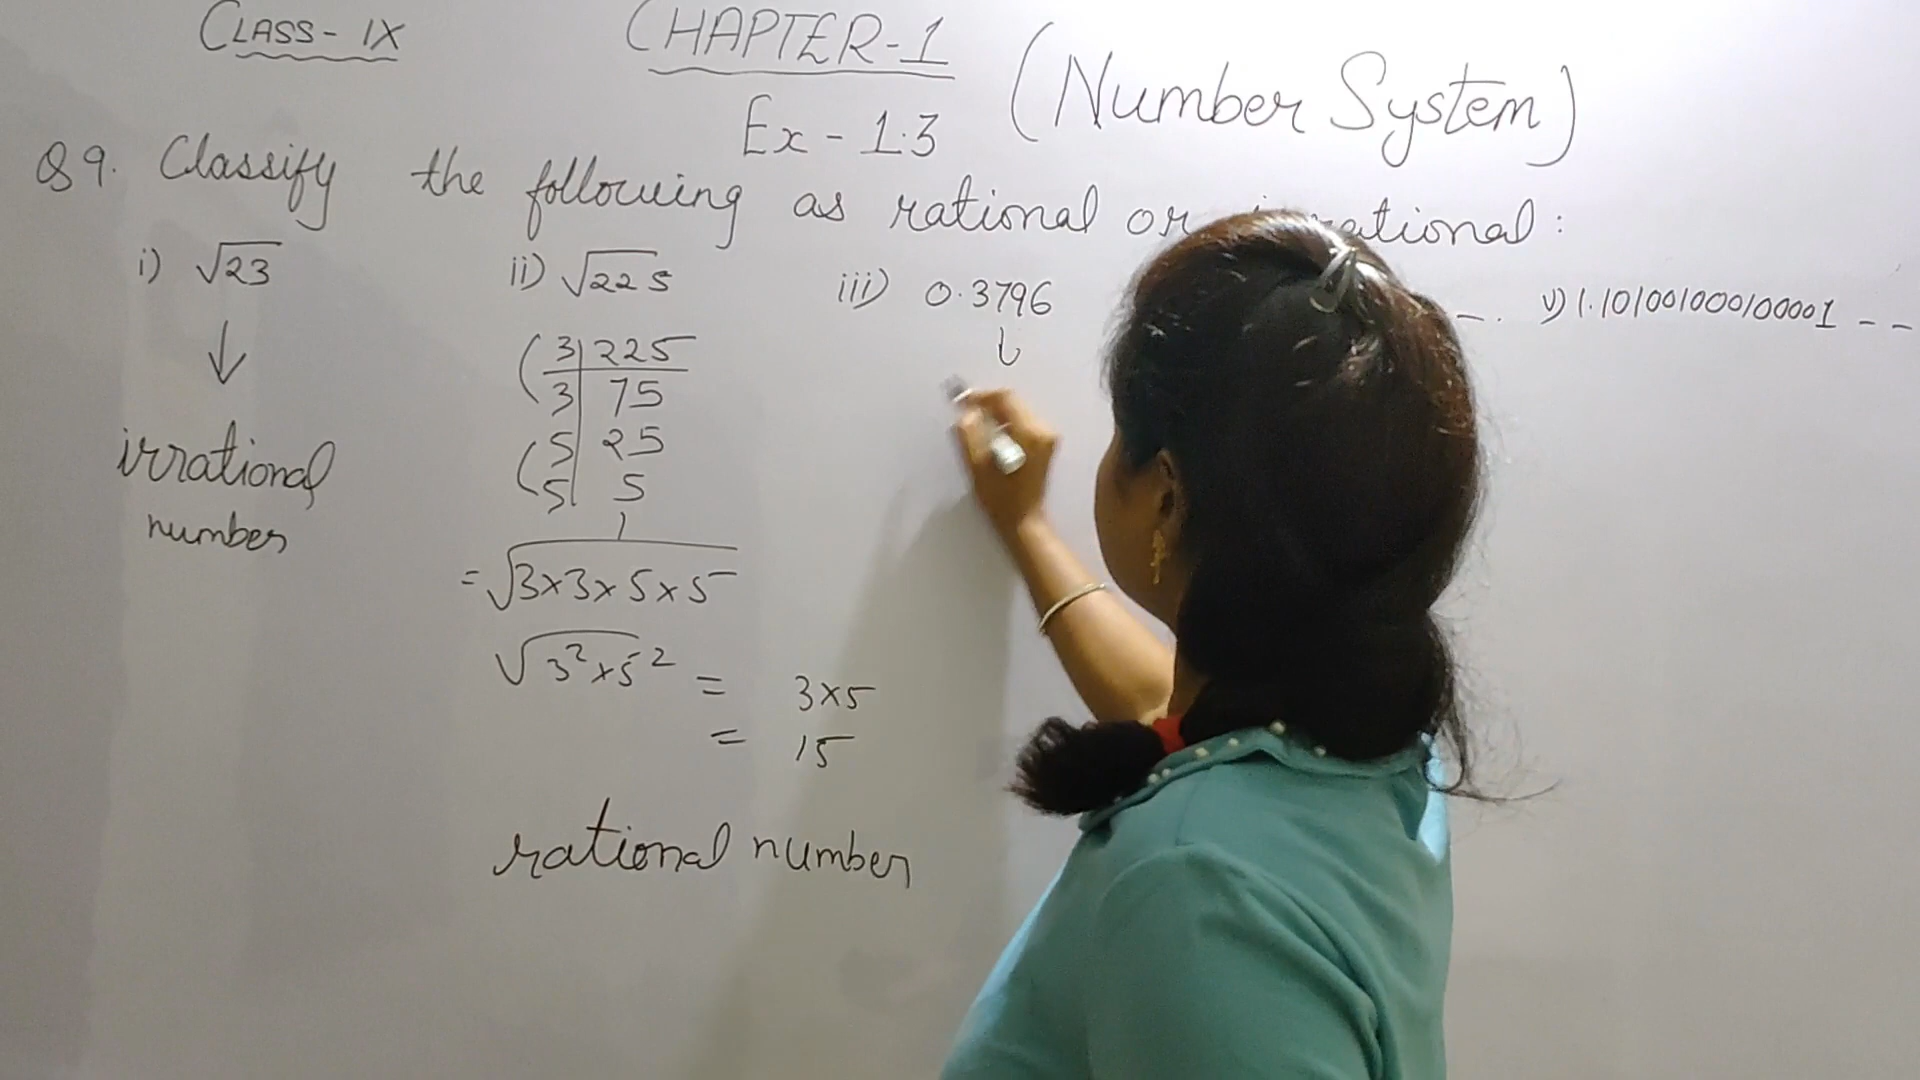 CLASS - IX
CHAPTER-1
(Number System)
Ex - 1.3
Q9. Classify the following as rational or irrational:
i) √23
ii) √225
iii) 0.3796
v) 1.101001000100001 - -
↓
irrational
number
3 | 225
3 | 75
5 | 25
5 | 5
1
= √3×3×5×5
√3²×5² = 3×5
= 15
rational number